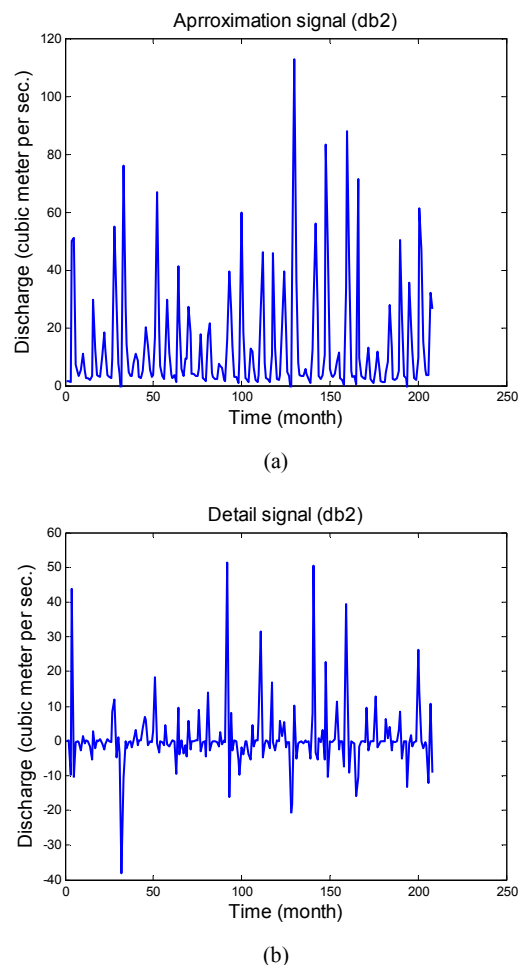 Aprroximation signal (db2)
120
100
80
60
40
20
0
Discharge (cubic meter per sec.)
0 50 100 150 200 250
Time (month)
(a)
Detail signal (db2)
60
50
40
30
20
10
0
-10
-20
-30
-40
Discharge (cubic meter per sec.)
0 50 100 150 200 250
Time (month)
(b)